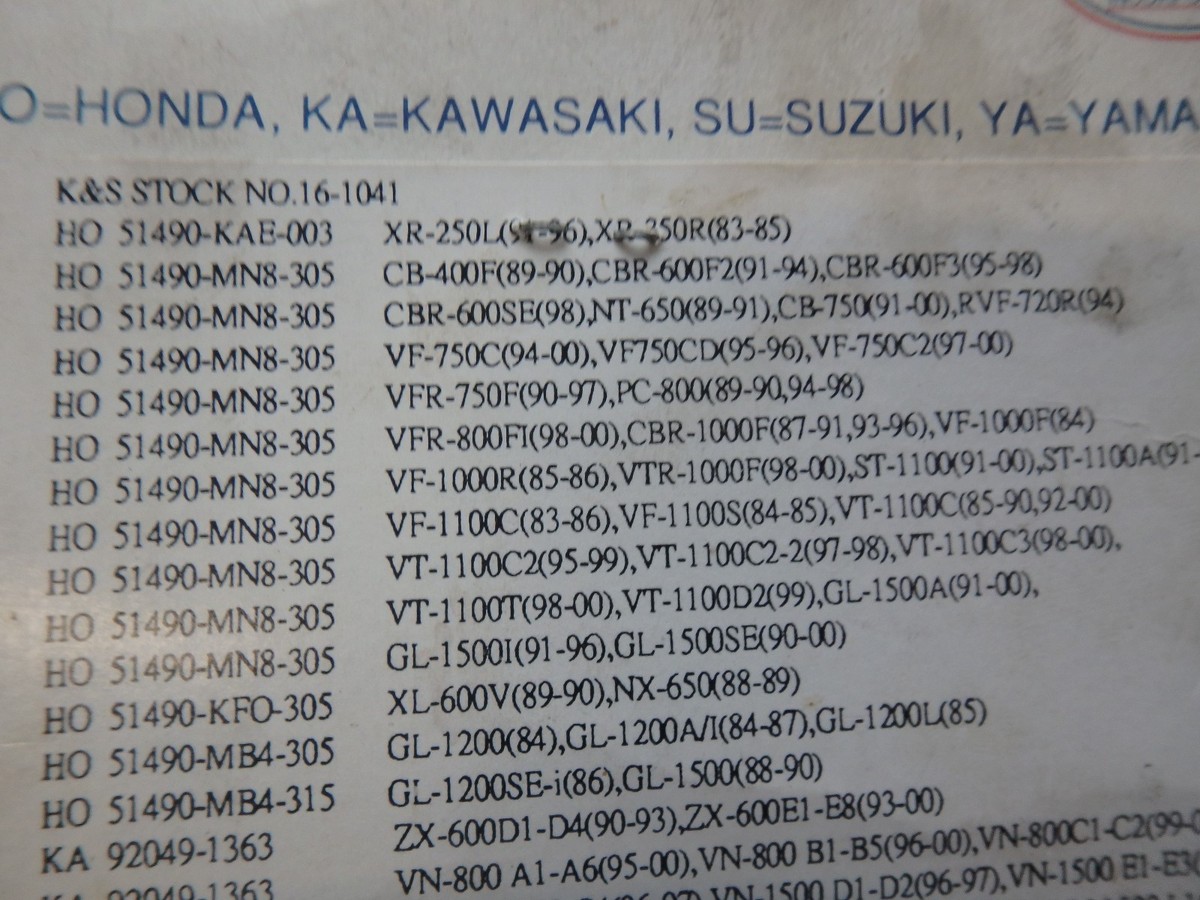 O=HONDA, KA=KAWASAKI, SU=SUZUKI, YA=YAMA
K&S STOCK NO.16-1041
HO 51490-KAE-003 XR-250L(91-96),XR-350R(83-85)
HO 51490-MN8-305 CB-400F(89-90),CBR-600F2(91-94),CBR-600F3(95-98)
HO 51490-MN8-305 CBR-600SE(98),NT-650(89-91),CB-750(91-00),RVF-720R(94)
HO 51490-MN8-305 VF-750C(94-00),VF750CD(95-96),VF-750C2(97-00)
HO 51490-MN8-305 VFR-750F(90-97),PC-800(89-90,94-98)
HO 51490-MN8-305 VFR-800FI(98-00),CBR-1000F(87-91,93-96),VF-1000F(84)
HO 51490-MN8-305 VF-1000R(85-86),VTR-1000F(98-00),ST-1100(91-00),ST-1100A(91-
HO 51490-MN8-305 VF-1100C(83-86),VF-1100S(84-85),VT-1100C(85-90,92-00)
HO 51490-MN8-305 VT-1100C2(95-99),VT-1100C2-2(97-98),VT-1100C3(98-00),
HO 51490-MN8-305 VT-1100T(98-00),VT-1100D2(99),GL-1500A(91-00),
HO 51490-MN8-305 GL-1500I(91-96),GL-1500SE(90-00)
HO 51490-KFO-305 XL-600V(89-90),NX-650(88-89)
HO 51490-MB4-305 GL-1200(84),GL-1200A/I(84-87),GL-1200L(85)
HO 51490-MB4-315 GL-1200SE-i(86),GL-1500(88-90)
KA 92049-1363 ZX-600D1-D4(90-93),ZX-600E1-E8(93-00)
KA 92049-1363 VN-800 A1-A6(95-00),VN-800 B1-B5(96-00),VN-800C1-C2(99-0
VN-1500 D1-D2(96-97),VN-1500 E1-E3(